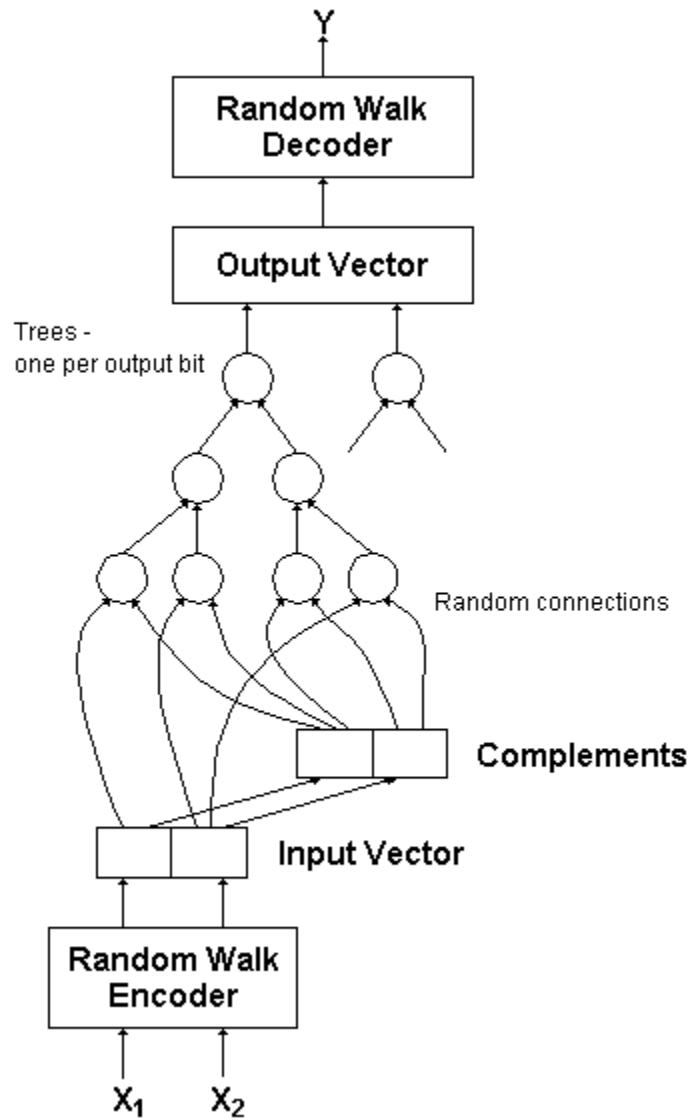 Y
Random Walk
Decoder
Output Vector
Trees -
one per output bit
Random connections
Complements
Input Vector
Random Walk
Encoder
X₁ X₂